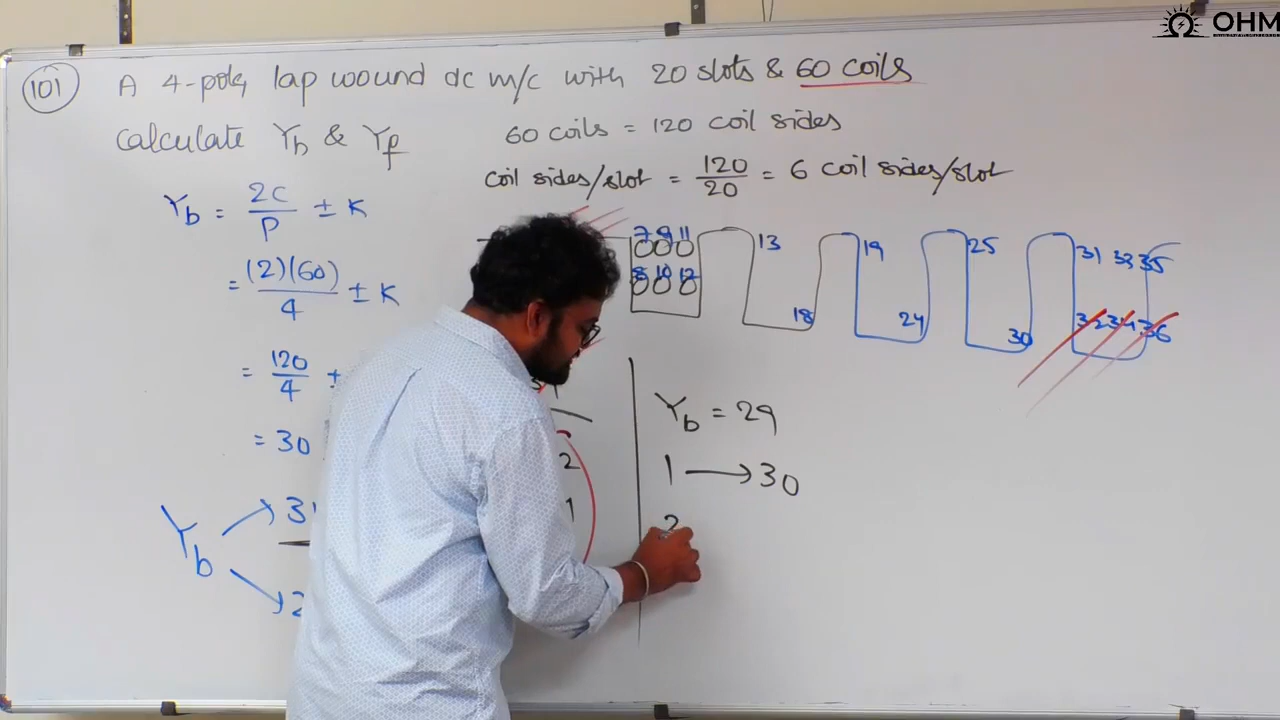 OHM
101 A 4-pole, lap wound dc m/c with 20 slots & 60 coils
calculate Yb & Yf
60 coils = 120 coil sides
coil sides/slot = 120/20 = 6 coil sides/slot
Yb = 2C/P ± K
= (2)(60)/4 ± K
= 120/4 ±
= 30
Yb
7 9 11
8 10 12
13
18
19
24
25
30
31 33 35
32 34 36
2
1
Yb = 29
1 → 30